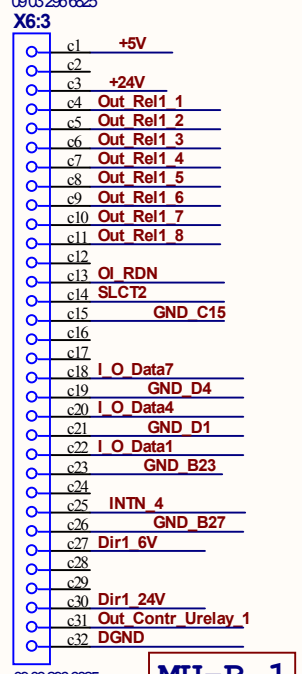 X6:3
c1 +5V
c2
c3 +24V
c4 Out_Rel1_1
c5 Out_Rel1_2
c6 Out_Rel1_3
c7 Out_Rel1_4
c8 Out_Rel1_5
c9 Out_Rel1_6
c10 Out_Rel1_7
c11 Out_Rel1_8
c12
c13 OI_RDN
c14 SLCT2
c15 GND_C15
c16
c17
c18 I_O_Data7
c19 GND_D4
c20 I_O_Data4
c21 GND_D1
c22 I_O_Data1
c23 GND_B23
c24
c25 INTN_4
c26 GND_B27
c27 Dir1_6V
c28
c29
c30 Dir1_24V
c31 Out_Contr_Urelay_1
c32 DGND